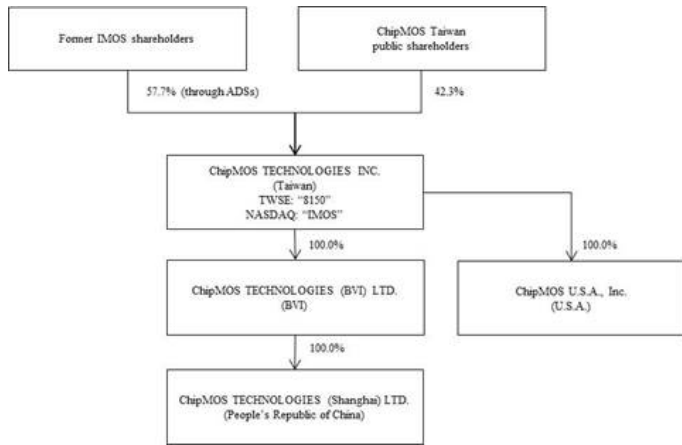 Former IMOS shareholders
ChipMOS Taiwan
public shareholders
57.7% (through ADSs)
42.3%
ChipMOS TECHNOLOGIES INC.
(Taiwan)
TWSE: “8150”
NASDAQ: “IMOS”
100.0%
100.0%
ChipMOS TECHNOLOGIES (BVI) LTD.
(BVI)
ChipMOS U.S.A., Inc.
(U.S.A.)
100.0%
ChipMOS TECHNOLOGIES (Shanghai) LTD.
(People’s Republic of China)